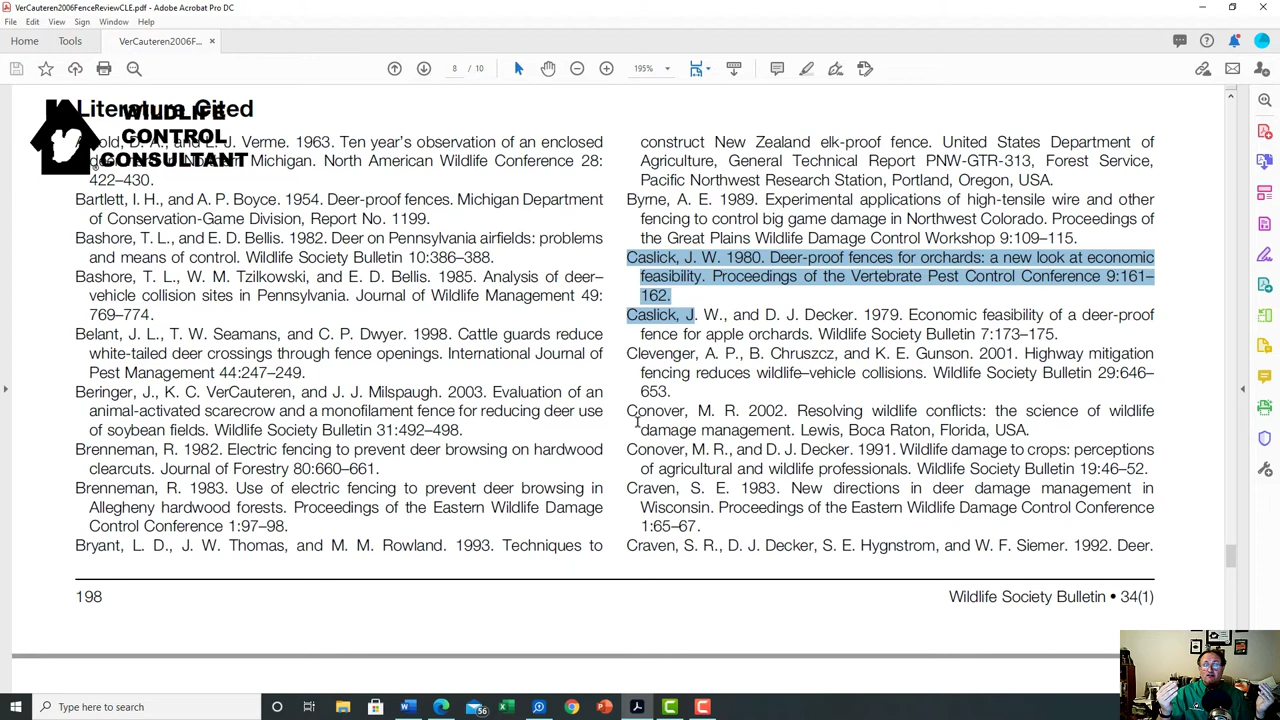 VerCauteren2006FenceReviewCLE.pdf - Adobe Acrobat Pro DC
File Edit View Sign Window Help
Home Tools VerCauteren2006F... ×
8 / 10 195%
Literature Cited
WILDLIFE
CONTROL
CONSULTANT
J. Verme. 1963. Ten year's observation of an enclosed
Michigan. North American Wildlife Conference 28:
422–430.
Bartlett, I. H., and A. P. Boyce. 1954. Deer-proof fences. Michigan Department
of Conservation-Game Division, Report No. 1199.
Bashore, T. L., and E. D. Bellis. 1982. Deer on Pennsylvania airfields: problems
and means of control. Wildlife Society Bulletin 10:386–388.
Bashore, T. L., W. M. Tzilkowski, and E. D. Bellis. 1985. Analysis of deer–
vehicle collision sites in Pennsylvania. Journal of Wildlife Management 49:
769–774.
Belant, J. L., T. W. Seamans, and C. P. Dwyer. 1998. Cattle guards reduce
white-tailed deer crossings through fence openings. International Journal of
Pest Management 44:247–249.
Beringer, J., K. C. VerCauteren, and J. J. Milspaugh. 2003. Evaluation of an
animal-activated scarecrow and a monofilament fence for reducing deer use
of soybean fields. Wildlife Society Bulletin 31:492–498.
Brenneman, R. 1982. Electric fencing to prevent deer browsing on hardwood
clearcuts. Journal of Forestry 80:660–661.
Brenneman, R. 1983. Use of electric fencing to prevent deer browsing in
Allegheny hardwood forests. Proceedings of the Eastern Wildlife Damage
Control Conference 1:97–98.
Bryant, L. D., J. W. Thomas, and M. M. Rowland. 1993. Techniques to
construct New Zealand elk-proof fence. United States Department of
Agriculture, General Technical Report PNW-GTR-313, Forest Service,
Pacific Northwest Research Station, Portland, Oregon, USA.
Byrne, A. E. 1989. Experimental applications of high-tensile wire and other
fencing to control big game damage in Northwest Colorado. Proceedings of
the Great Plains Wildlife Damage Control Workshop 9:109–115.
Caslick, J. W. 1980. Deer-proof fences for orchards: a new look at economic
feasibility. Proceedings of the Vertebrate Pest Control Conference 9:161–
162.
Caslick, J. W., and D. J. Decker. 1979. Economic feasibility of a deer-proof
fence for apple orchards. Wildlife Society Bulletin 7:173–175.
Clevenger, A. P., B. Chruszcz, and K. E. Gunson. 2001. Highway mitigation
fencing reduces wildlife–vehicle collisions. Wildlife Society Bulletin 29:646–
653.
Conover, M. R. 2002. Resolving wildlife conflicts: the science of wildlife
damage management. Lewis, Boca Raton, Florida, USA.
Conover, M. R., and D. J. Decker. 1991. Wildlife damage to crops: perceptions
of agricultural and wildlife professionals. Wildlife Society Bulletin 19:46–52.
Craven, S. E. 1983. New directions in deer damage management in
Wisconsin. Proceedings of the Eastern Wildlife Damage Control Conference
1:65–67.
Craven, S. R., D. J. Decker, S. E. Hygnstrom, and W. F. Siemer. 1992. Deer.
198
Wildlife Society Bulletin • 34(1)
Type here to search
56